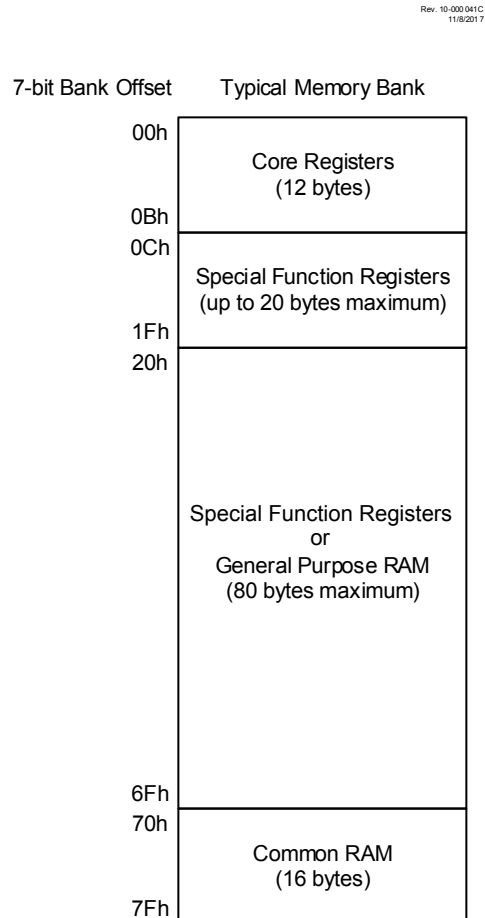 Rev. 10-000 041C
11/8/2017
7-bit Bank Offset Typical Memory Bank
00h
Core Registers
(12 bytes)
0Bh
0Ch
Special Function Registers
(up to 20 bytes maximum)
1Fh
20h
Special Function Registers
or
General Purpose RAM
(80 bytes maximum)
6Fh
70h
Common RAM
(16 bytes)
7Fh